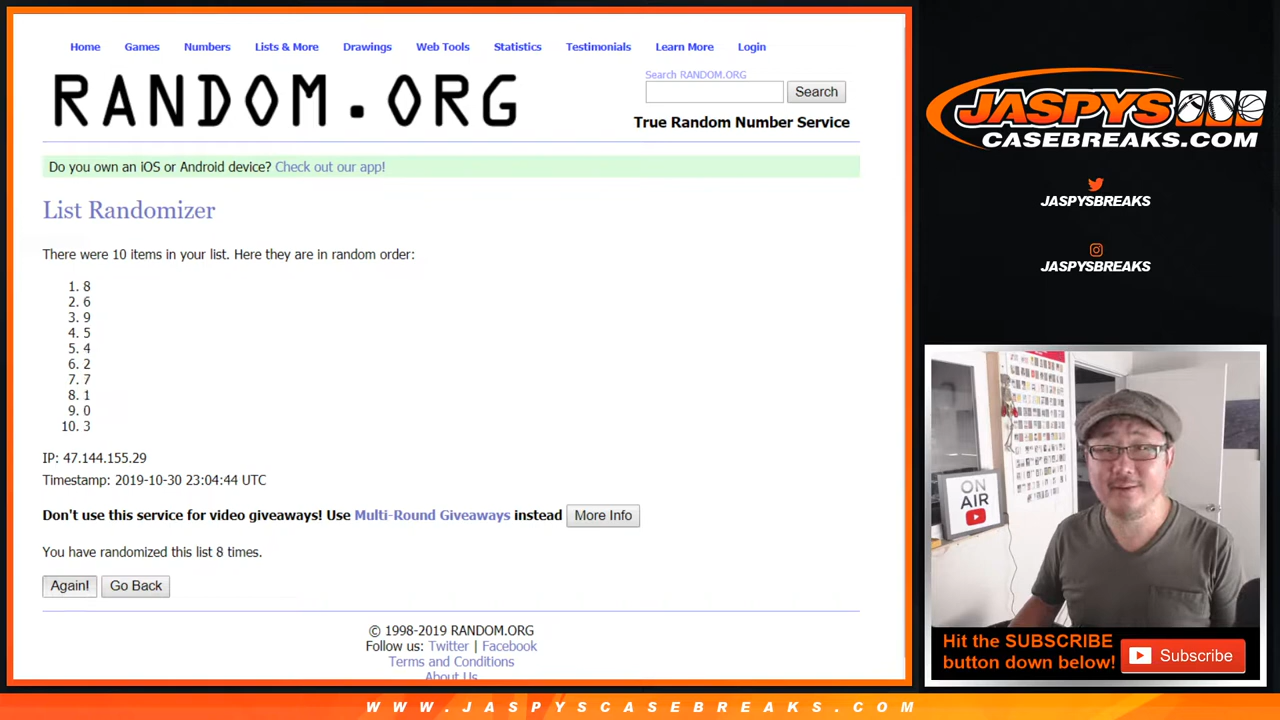 Home Games Numbers Lists & More Drawings Web Tools Statistics Testimonials Learn More Login
RANDOM.ORG
Search RANDOM.ORG
Search
True Random Number Service
Do you own an iOS or Android device? Check out our app!
List Randomizer
There were 10 items in your list. Here they are in random order:
1. 8
2. 6
3. 9
4. 5
5. 4
6. 2
7. 7
8. 1
9. 0
10. 3
IP: 47.144.155.29
Timestamp: 2019-10-30 23:04:44 UTC
Don't use this service for video giveaways! Use Multi-Round Giveaways instead More Info
You have randomized this list 8 times.
Again! Go Back
© 1998-2019 RANDOM.ORG
Follow us: Twitter | Facebook
Terms and Conditions
About Us
JASPYS
CASEBREAKS.COM
JASPYSBREAKS
JASPYSBREAKS
ON
AIR
Hit the SUBSCRIBE
button down below!
Subscribe
WWW.JASPYSCASEBREAKS.COM